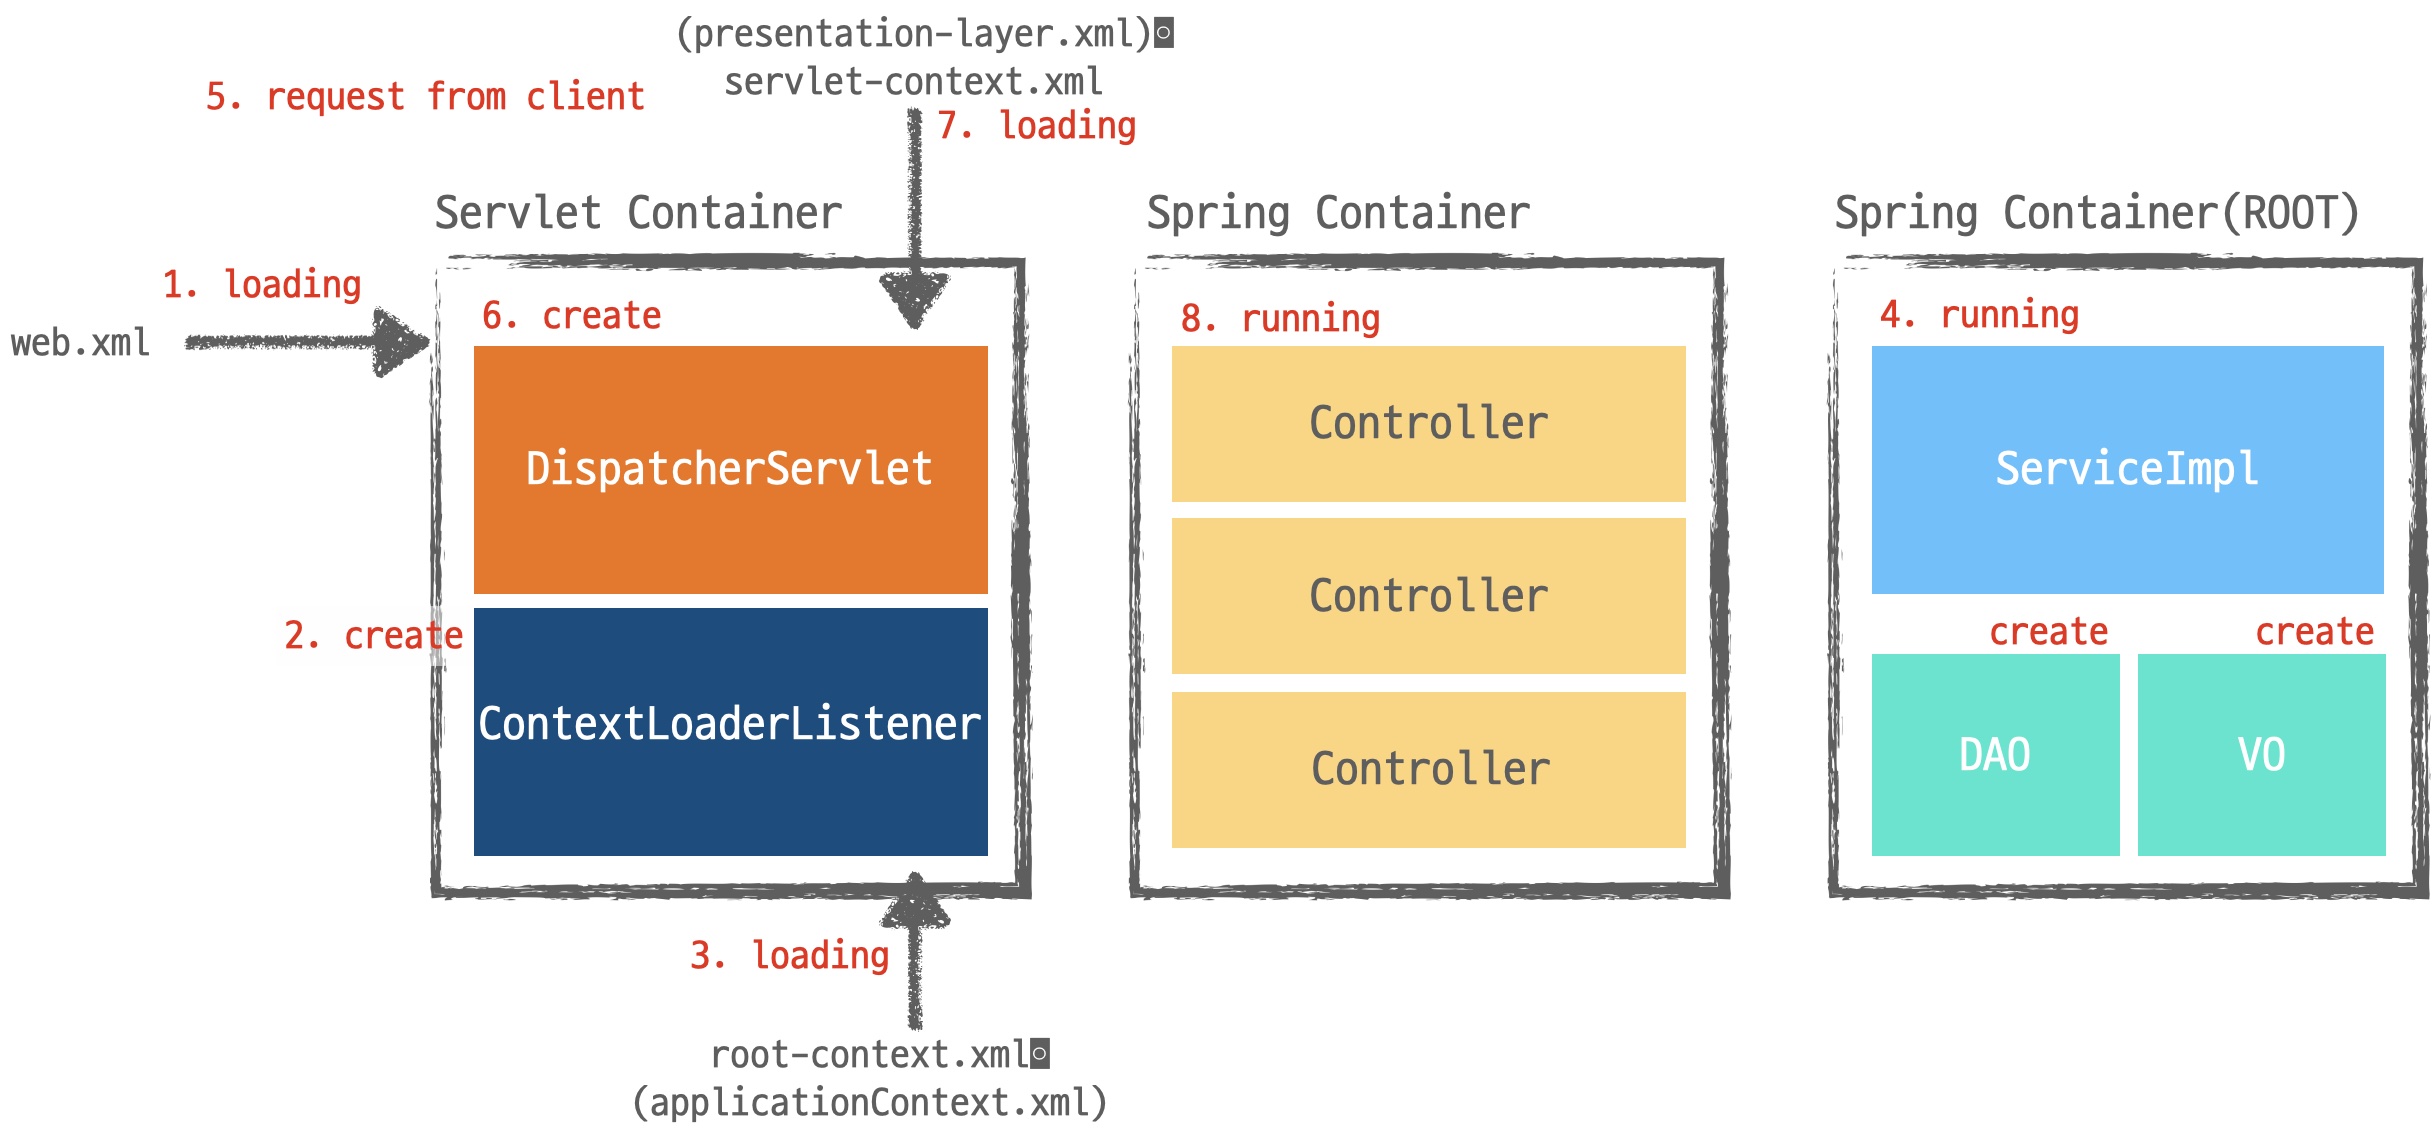 (presentation-layer.xml)
servlet-context.xml
5. request from client
7. loading
Servlet Container
Spring Container
Spring Container(ROOT)
1. loading
web.xml
6. create
DispatcherServlet
2. create
ContextLoaderListener
8. running
Controller
Controller
Controller
4. running
ServiceImpl
create
create
DAO
VO
3. loading
root-context.xml
(applicationContext.xml)